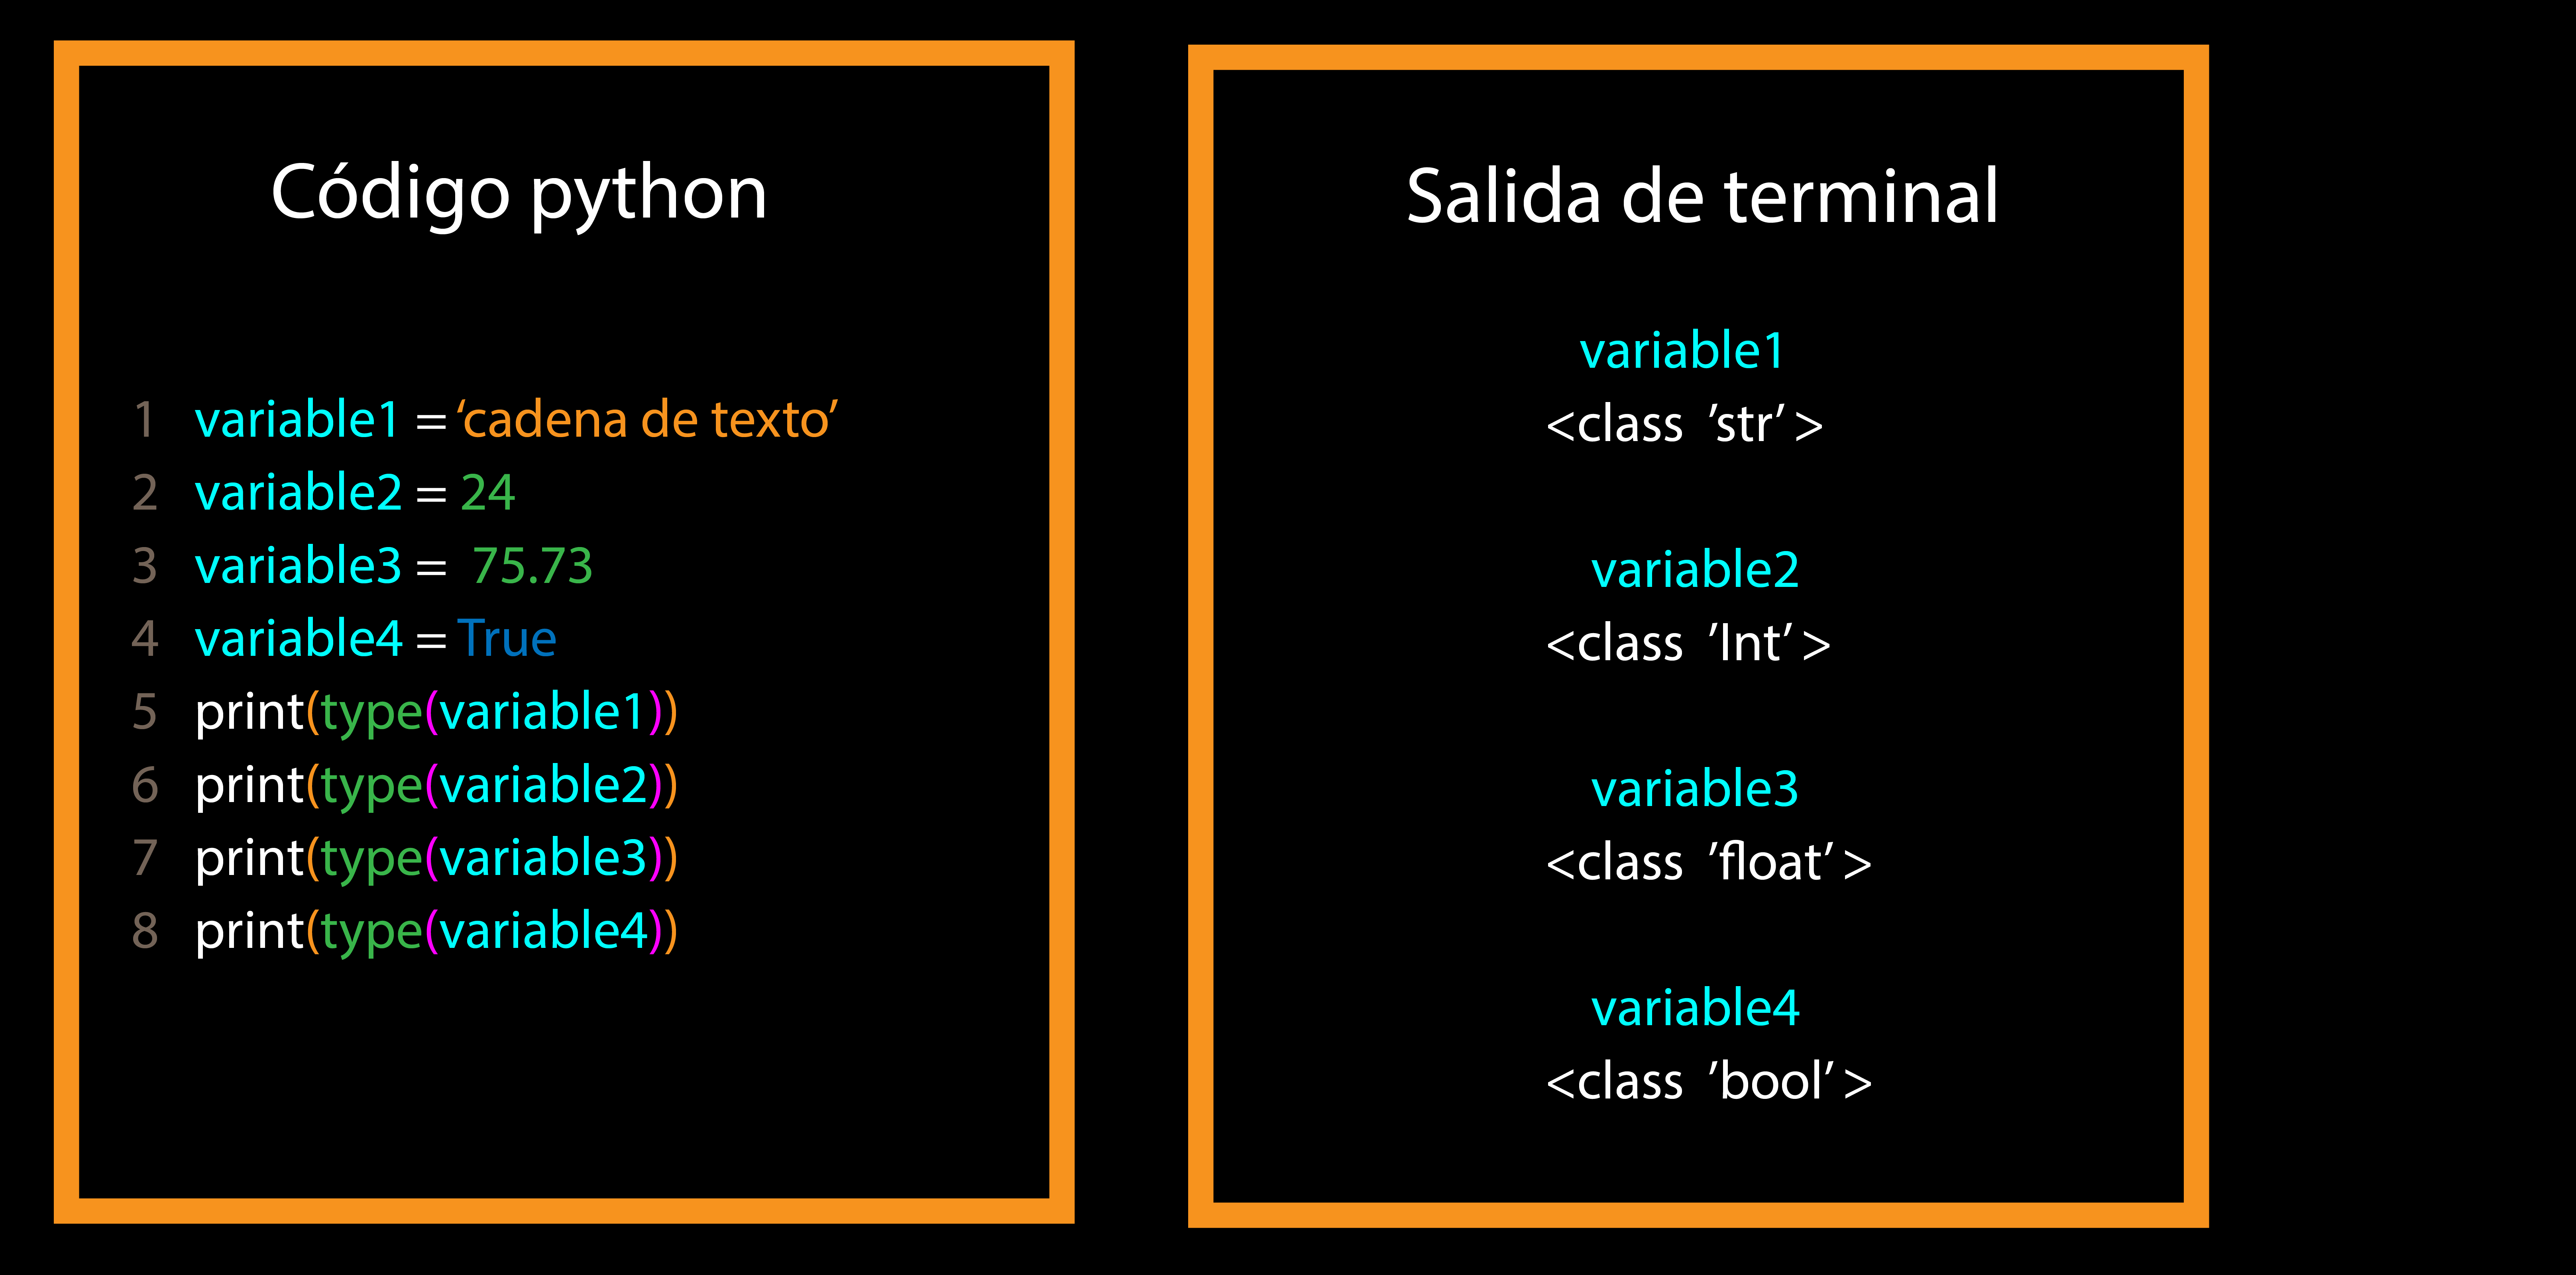 Código python
1 variable1 = ‘cadena de texto’
2 variable2 = 24
3 variable3 = 75.73
4 variable4 = True
5 print(type(variable1))
6 print(type(variable2))
7 print(type(variable3))
8 print(type(variable4))
Salida de terminal
variable1
<class ’str’ >
variable2
<class ’Int’ >
variable3
<class ’float’ >
variable4
<class ’bool’ >